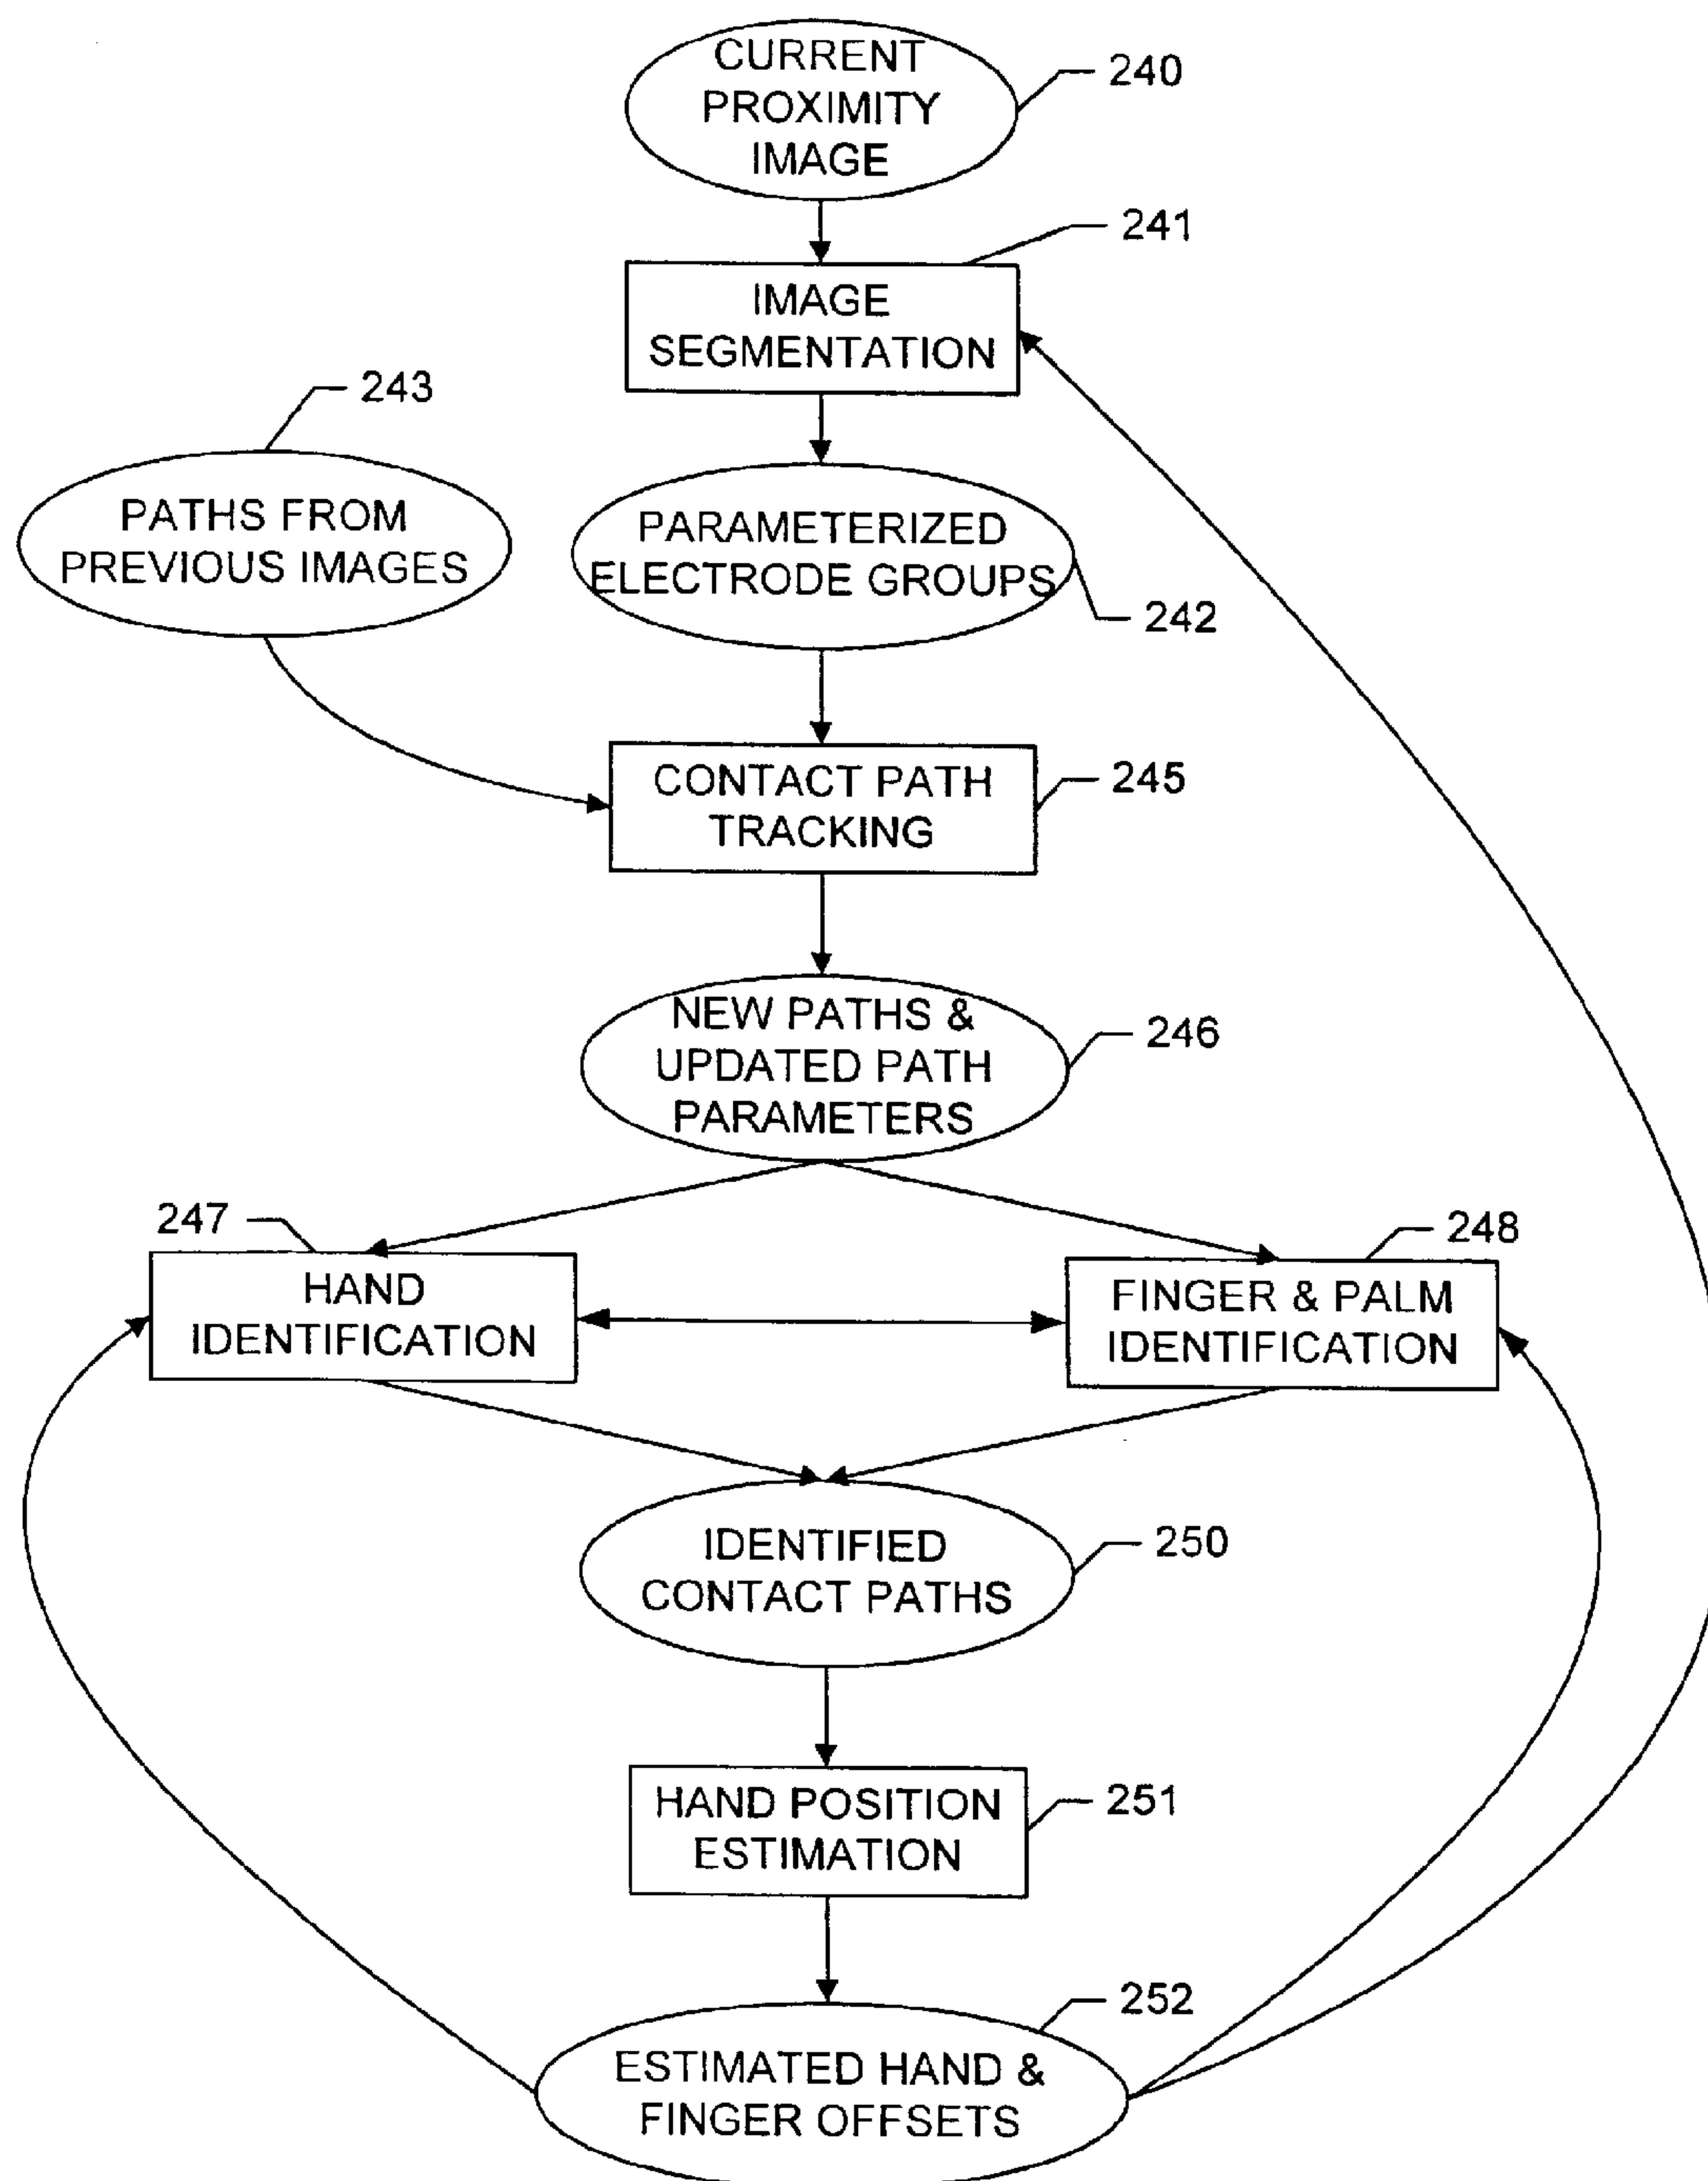 CURRENT
PROXIMITY
IMAGE
240
241
IMAGE
SEGMENTATION
243
PATHS FROM
PREVIOUS IMAGES
PARAMETERIZED
ELECTRODE GROUPS
242
CONTACT PATH
TRACKING
245
NEW PATHS &
UPDATED PATH
PARAMETERS
246
247
HAND
IDENTIFICATION
248
FINGER & PALM
IDENTIFICATION
IDENTIFIED
CONTACT PATHS
250
HAND POSITION
ESTIMATION
251
252
ESTIMATED HAND &
FINGER OFFSETS